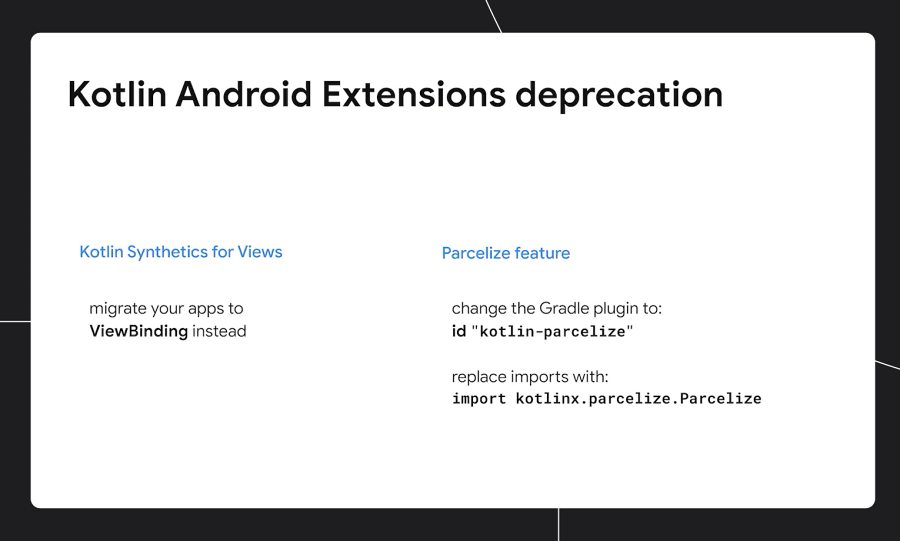 Kotlin Android Extensions deprecation
Kotlin Synthetics for Views
migrate your apps to
ViewBinding instead
Parcelize feature
change the Gradle plugin to:
id "kotlin-parcelize"
replace imports with:
import kotlinx.parcelize.Parcelize